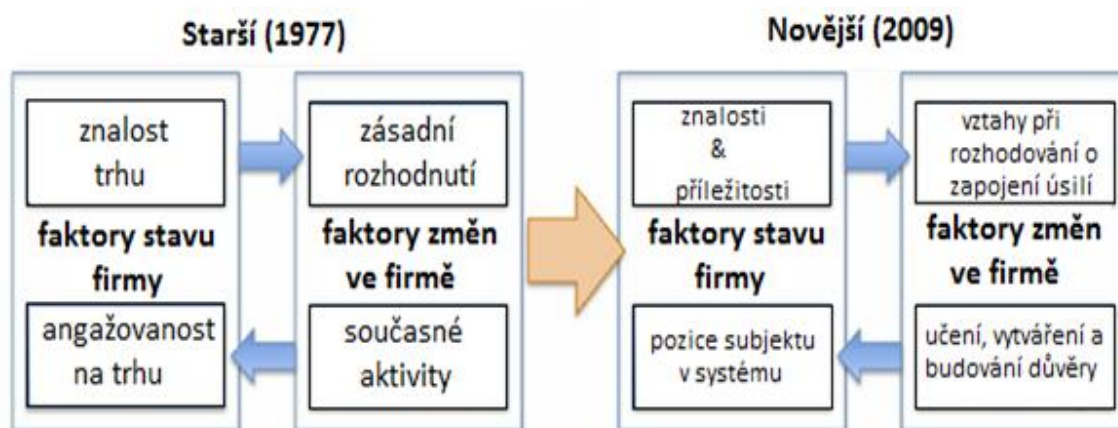 Starší (1977)
znalost
trhu
zásadní
rozhodnutí
faktory stavu
firmy
faktory změn
ve firmě
angažovanost
na trhu
současné
aktivity
Novější (2009)
znalosti
&
příležitosti
vztahy při
rozhodování o
zapojení úsilí
faktory stavu
firmy
faktory změn
ve firmě
pozice subjektu
v systému
učení, vytváření a
budování důvěry